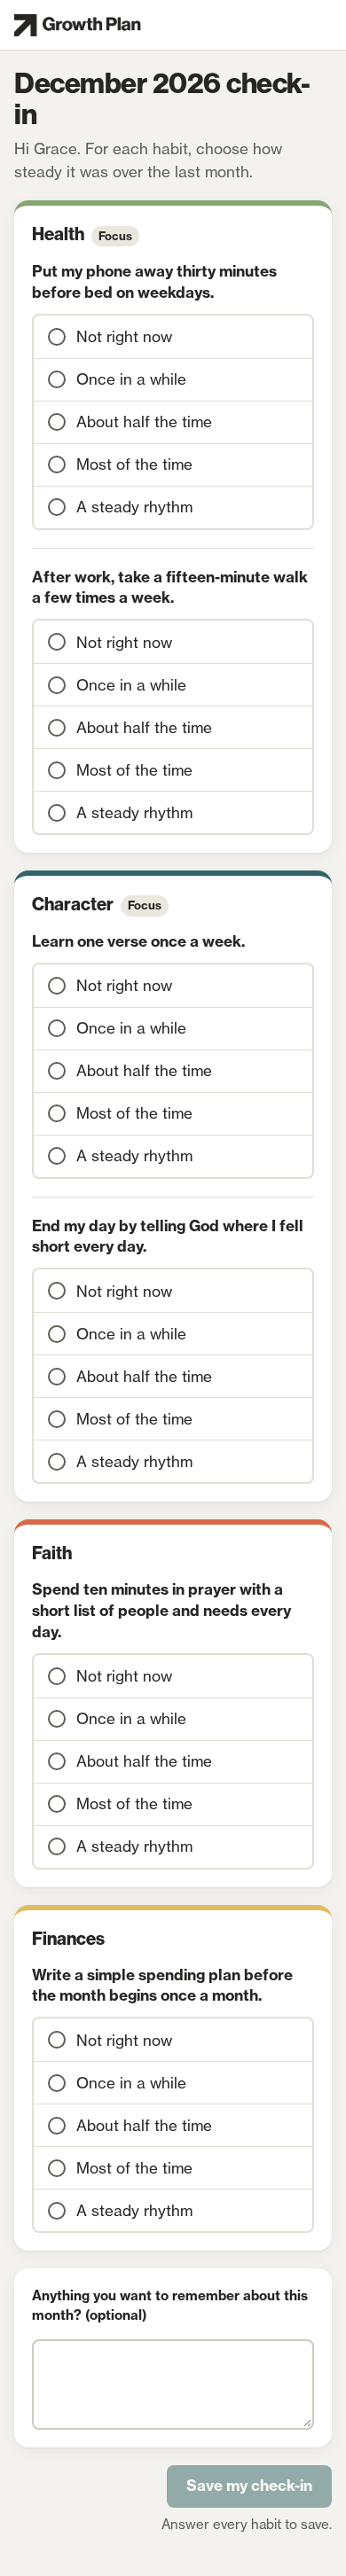 Growth Plan
December 2026 check-
in
Hi Grace. For each habit, choose how
steady it was over the last month.
Health Focus
Put my phone away thirty minutes
before bed on weekdays.
Not right now
Once in a while
About half the time
Most of the time
A steady rhythm
After work, take a fifteen-minute walk
a few times a week.
Not right now
Once in a while
About half the time
Most of the time
A steady rhythm
Character Focus
Learn one verse once a week.
Not right now
Once in a while
About half the time
Most of the time
A steady rhythm
End my day by telling God where I fell
short every day.
Not right now
Once in a while
About half the time
Most of the time
A steady rhythm
Faith
Spend ten minutes in prayer with a
short list of people and needs every
day.
Not right now
Once in a while
About half the time
Most of the time
A steady rhythm
Finances
Write a simple spending plan before
the month begins once a month.
Not right now
Once in a while
About half the time
Most of the time
A steady rhythm
Anything you want to remember about this
month? (optional)
Save my check-in
Answer every habit to save.